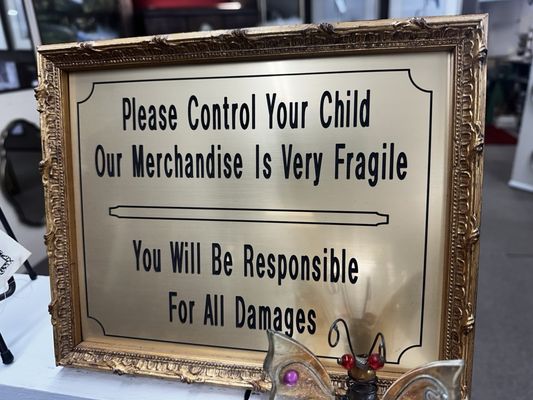 Please Control Your Child
Our Merchandise Is Very Fragile
You Will Be Responsible
For All Damages